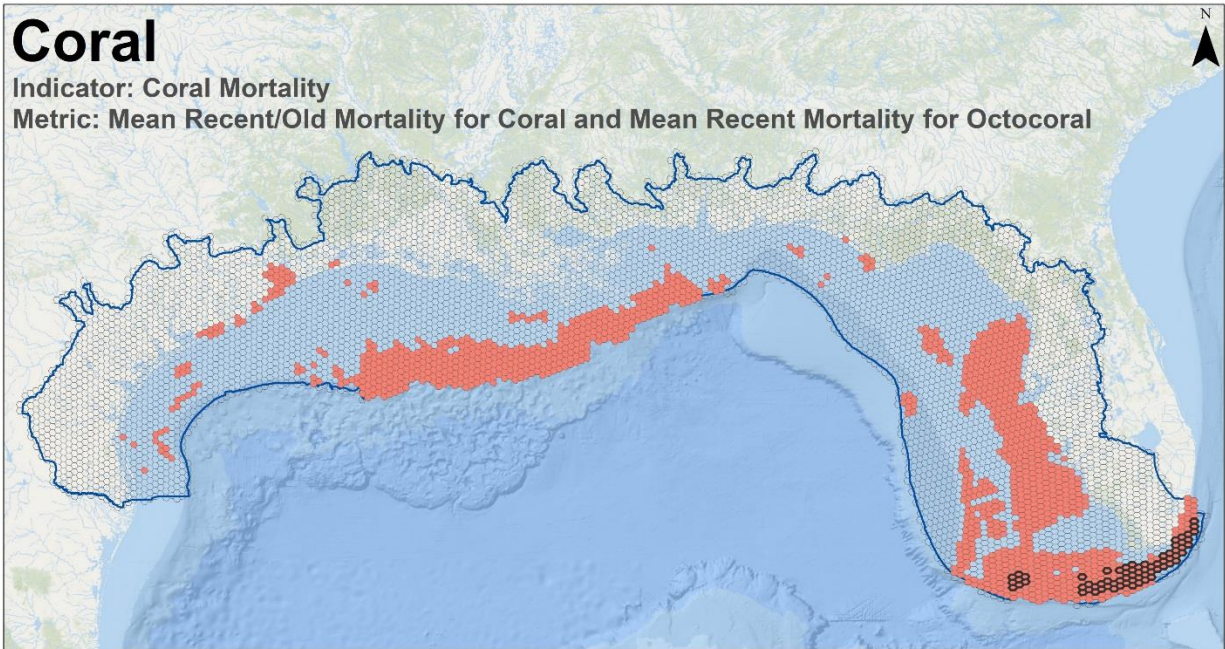 Coral
N
Indicator: Coral Mortality
Metric: Mean Recent/Old Mortality for Coral and Mean Recent Mortality for Octocoral